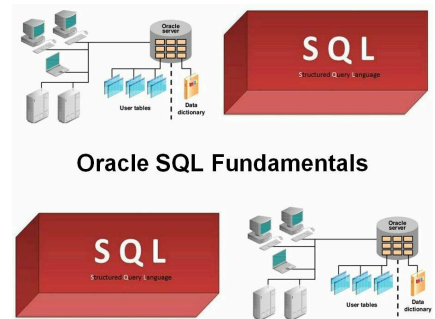 Oracle
server
User tables
Data
dictionary
SQL
Structured Query Language
Oracle SQL Fundamentals
SQL
Structured Query Language
Oracle
server
User tables
Data
dictionary